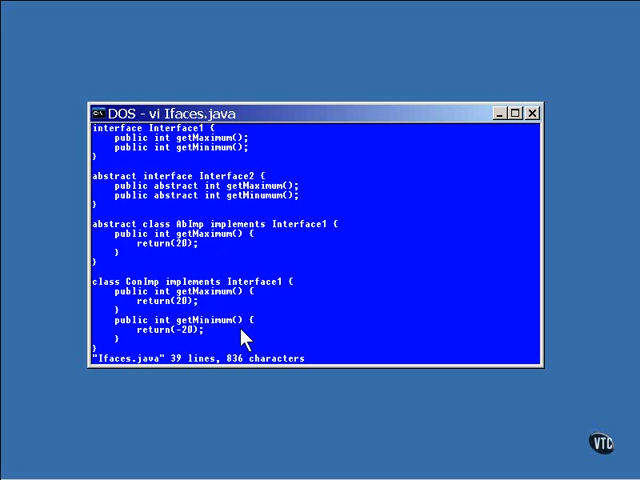 DOS - vi Ifaces.java
interface Interface1 {
public int getMaximum();
public int getMinimum();
}
abstract interface Interface2 {
public abstract int getMaximum();
public abstract int getMinumum();
}
abstract class AbImp implements Interface1 {
public int getMaximum() {
return(20);
}
}
class ConImp implements Interface1 {
public int getMaximum() {
return(20);
}
public int getMinimum() {
return(-20);
}
}
"Ifaces.java" 39 lines, 836 characters
VTC